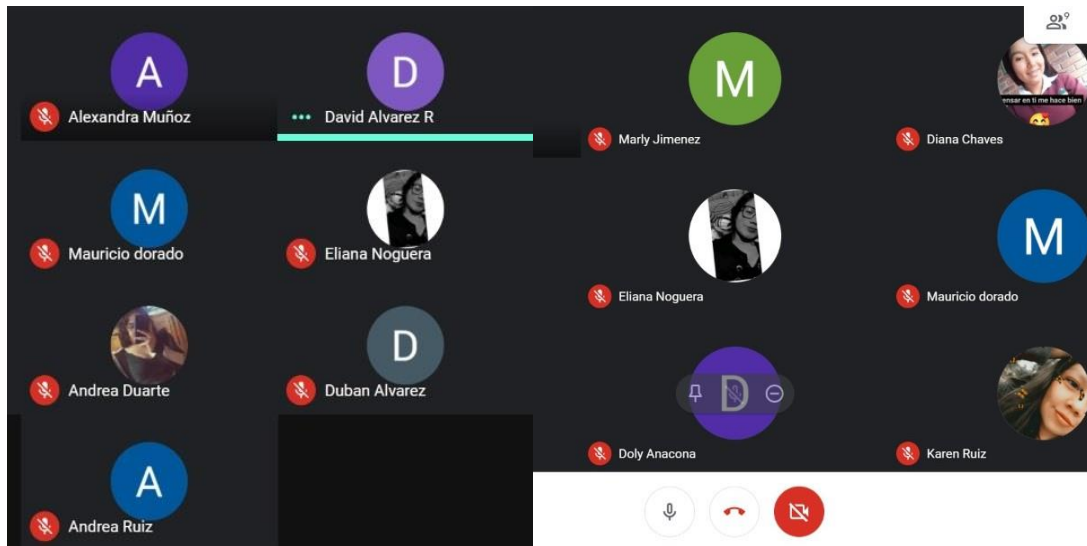 A
Alexandra Muñoz
D
David Alvarez R
M
Mauricio dorado
Eliana Noguera
Andrea Duarte
D
Duban Alvarez
A
Andrea Ruiz
9
M
Marly Jimenez
ensar en ti me hace bien
Diana Chaves
Eliana Noguera
M
Mauricio dorado
D
Doly Anacona
Karen Ruiz